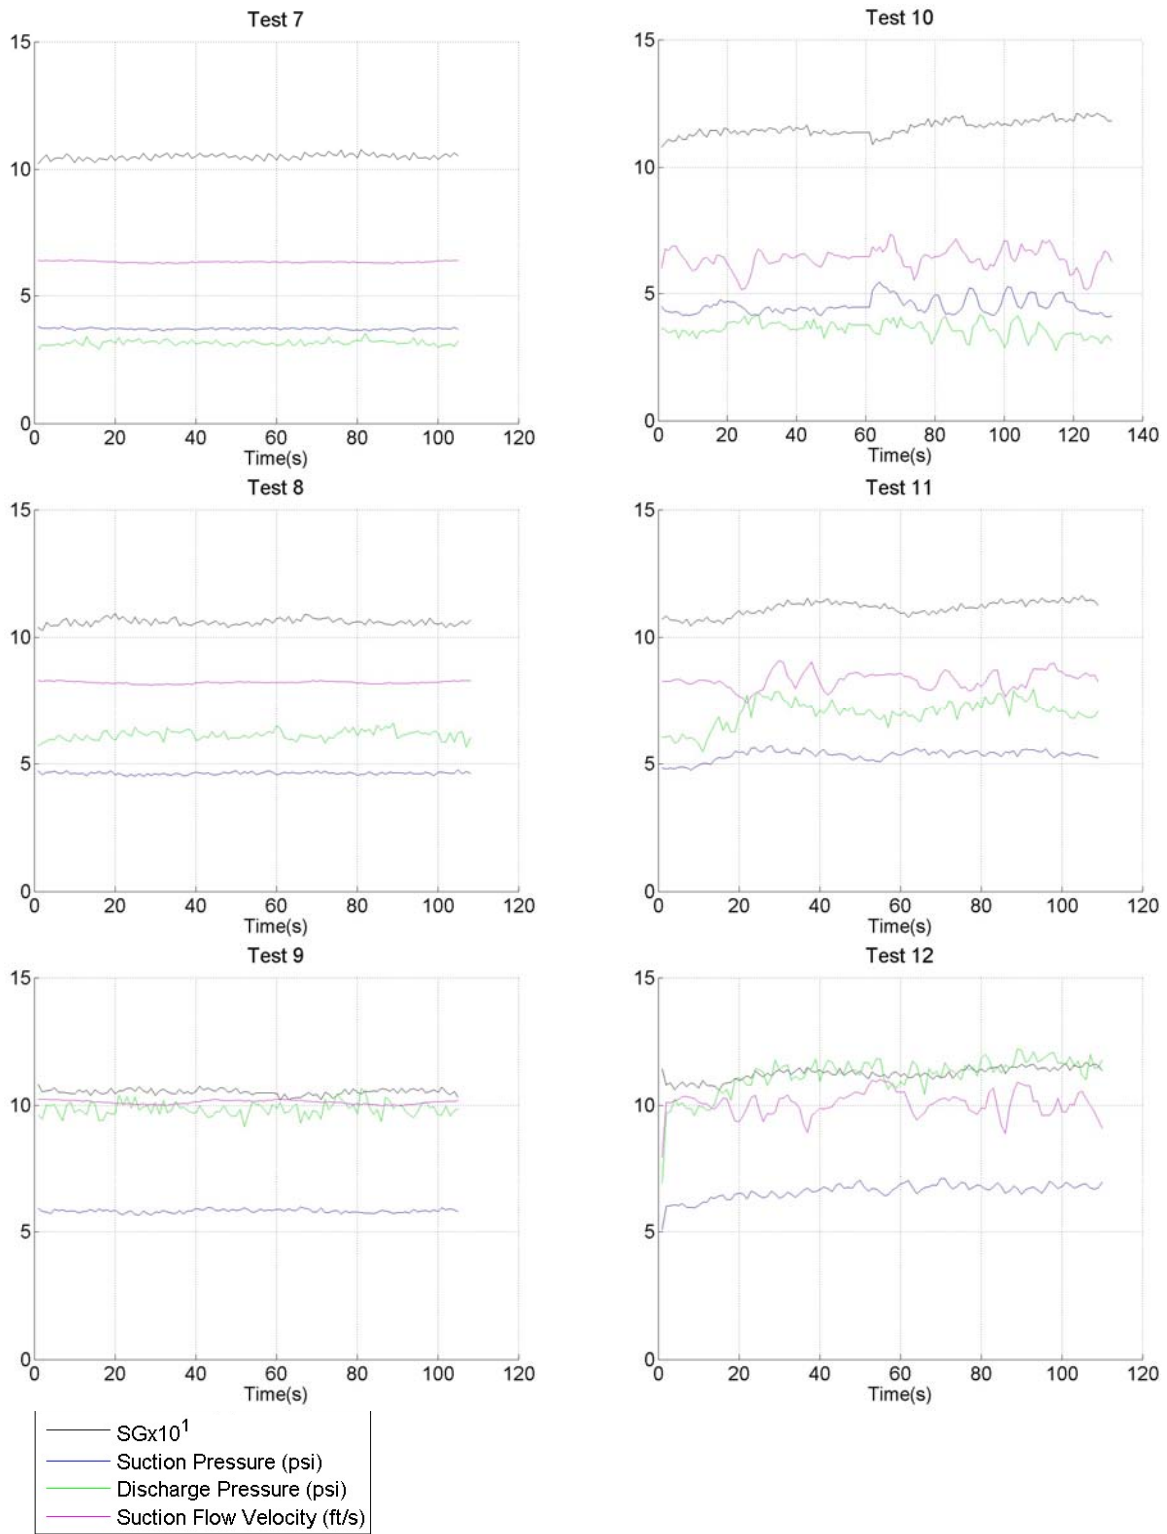 Test 7
15
10
5
0
0 20 40 60 80 100 120
Time(s)
Test 10
15
10
5
0
0 20 40 60 80 100 120 140
Time(s)
Test 8
15
10
5
0
0 20 40 60 80 100 120
Time(s)
Test 11
15
10
5
0
0 20 40 60 80 100 120
Time(s)
Test 9
15
10
5
0
0 20 40 60 80 100 120
Time(s)
Test 12
15
10
5
0
0 20 40 60 80 100 120
Time(s)
SGx10¹
Suction Pressure (psi)
Discharge Pressure (psi)
Suction Flow Velocity (ft/s)